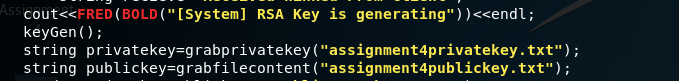 cout<<FRED(BOLD("[System] RSA Key is generating"))<<endl;
keyGen();
string privatekey=grabprivatekey("assignment4privatekey.txt");
string publickey=grabfilecontent("assignment4publickey.txt");